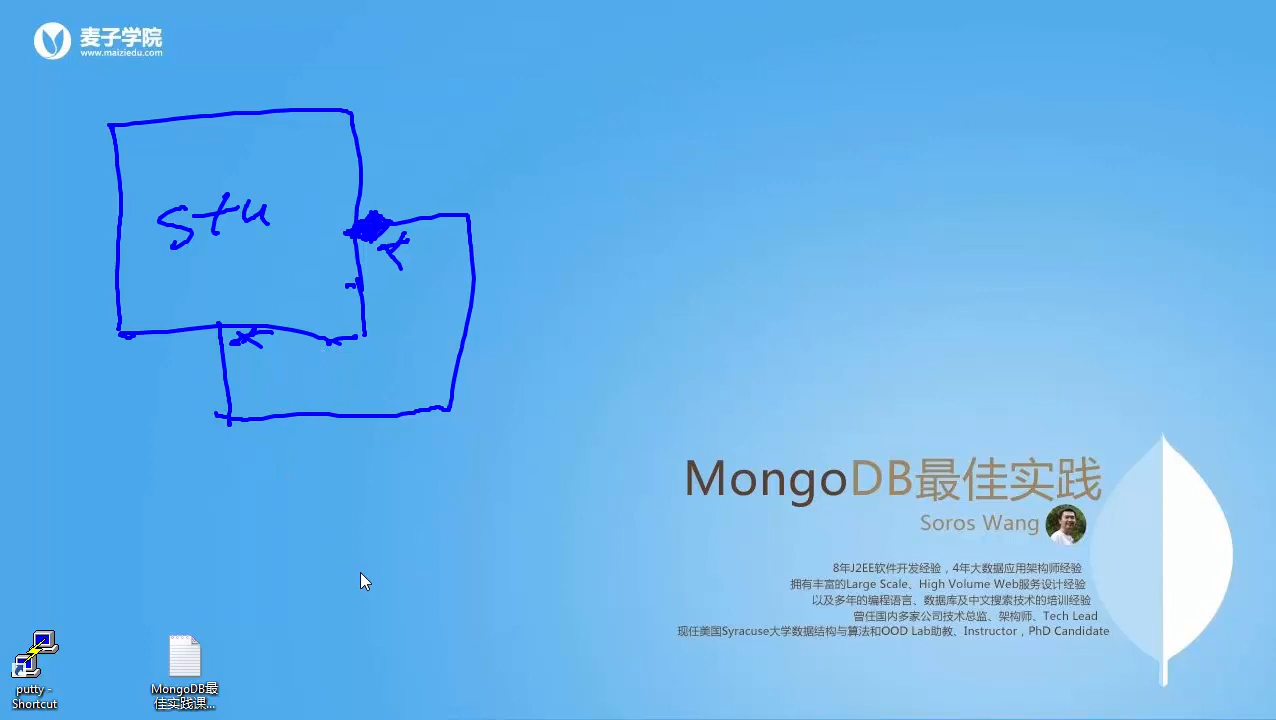 麦子学院
www.maiziedu.com
stu
MongoDB最佳实践
Soros Wang
8年J2EE软件开发经验，4年大数据应用架构师经验
拥有丰富的Large Scale、High Volume Web服务设计经验
以及多年的编程语言、数据库及中文搜索技术的培训经验
曾任国内多家公司技术总监、架构师、Tech Lead
现任美国Syracuse大学数据结构与算法和OOD Lab助教、Instructor，PhD Candidate
putty -
Shortcut
MongoDB最
佳实践课...